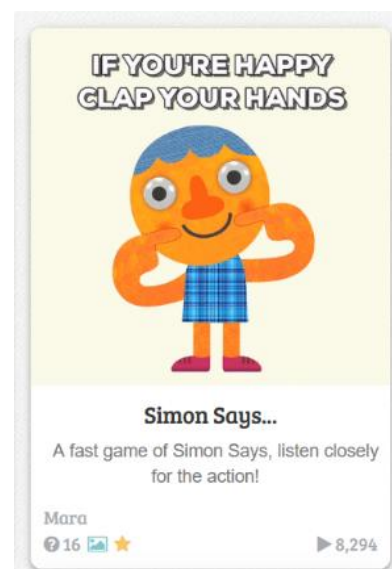 IF YOU'RE HAPPY
CLAP YOUR HANDS
Simon Says...
A fast game of Simon Says, listen closely
for the action!
Mara
16
8,294